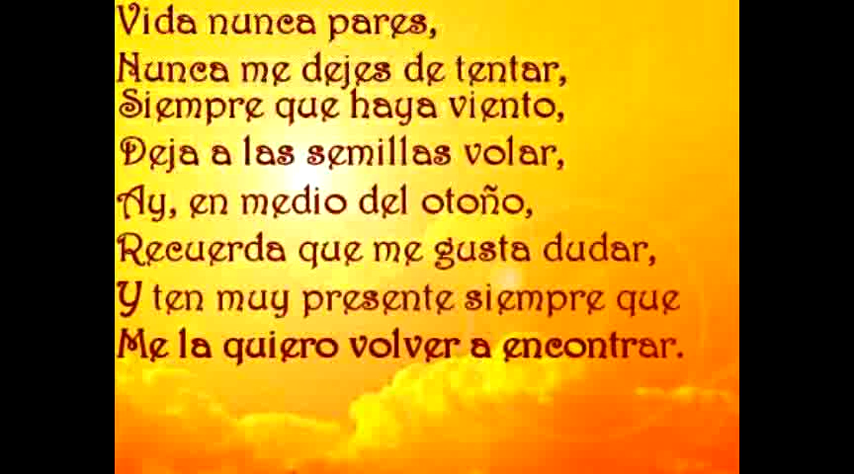 Vida nunca pares,
Nunca me dejes de tentar,
Siempre que haya viento,
Deja a las semillas volar,
Ay, en medio del otoño,
Recuerda que me gusta dudar,
Y ten muy presente siempre que
Me la quiero volver a encontrar.